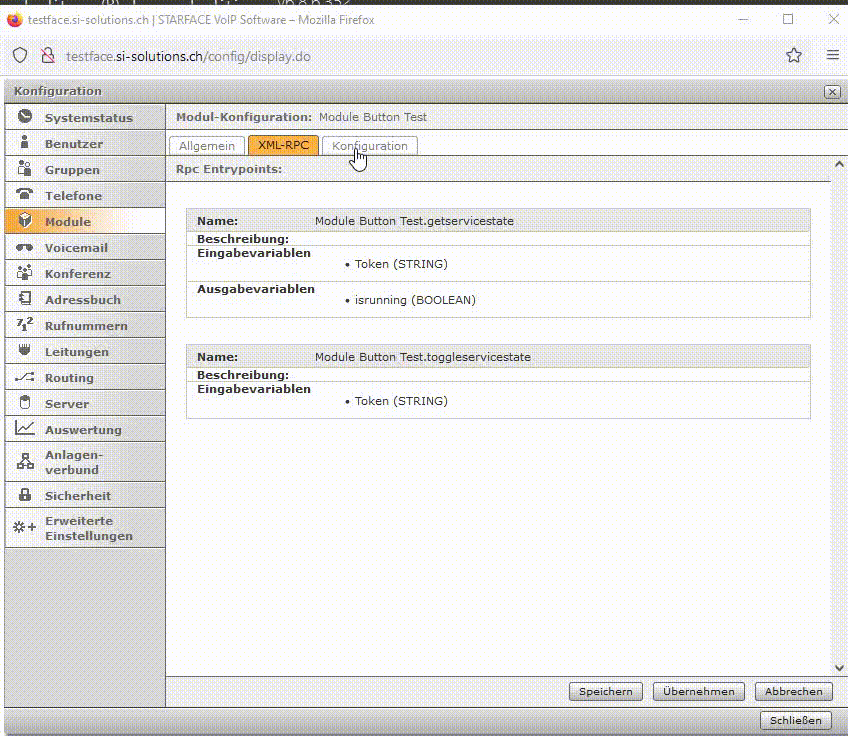 testface.si-solutions.ch | STARFACE VoIP Software – Mozilla Firefox
testface.si-solutions.ch/config/display.do
Konfiguration
Systemstatus
Benutzer
Gruppen
Telefone
Module
Voicemail
Konferenz
Adressbuch
Rufnummern
Leitungen
Routing
Server
Auswertung
Anlagen-
verbund
Sicherheit
Erweiterte
Einstellungen
Modul-Konfiguration: Module Button Test
Allgemein XML-RPC Konfiguration
Rpc Entrypoints:
Name: Module Button Test.getservicestate
Beschreibung:
Eingabevariablen
• Token (STRING)
Ausgabevariablen
• isrunning (BOOLEAN)
Name: Module Button Test.toggleservicestate
Beschreibung:
Eingabevariablen
• Token (STRING)
Speichern Übernehmen Abbrechen
Schließen